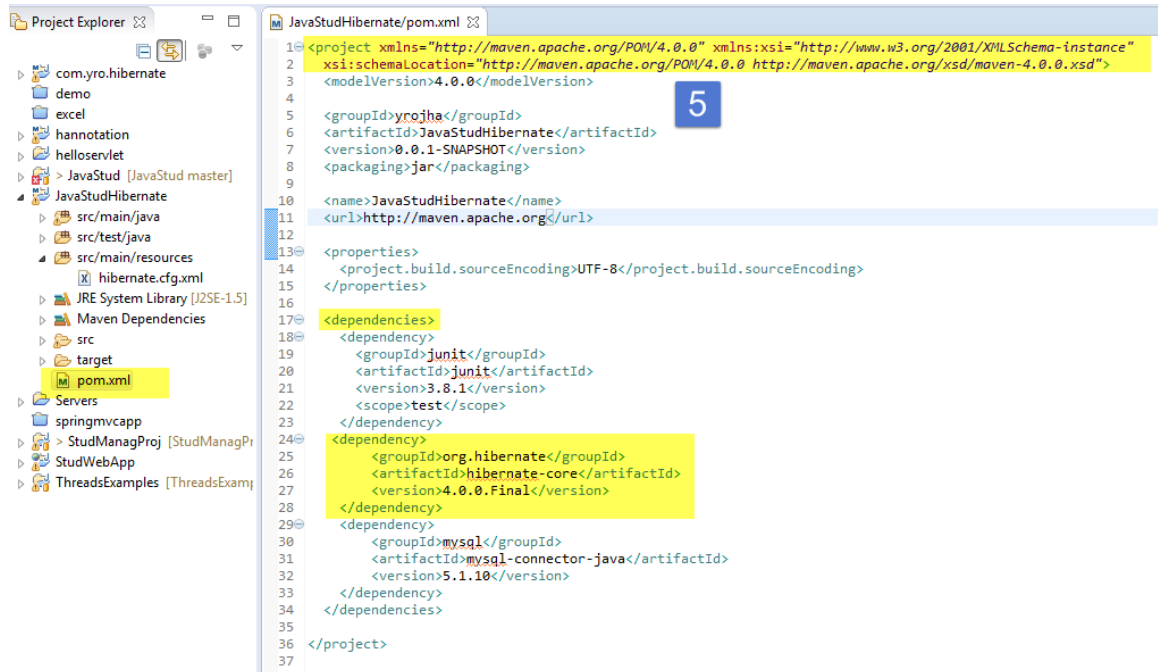 Project Explorer
com.yro.hibernate
demo
excel
hannotation
helloservlet
> JavaStud [JavaStud master]
JavaStudHibernate
src/main/java
src/test/java
src/main/resources
hibernate.cfg.xml
JRE System Library [J2SE-1.5]
Maven Dependencies
src
target
pom.xml
Servers
springmvcapp
> StudManagProj [StudManagPr
StudWebApp
ThreadsExamples [ThreadsExamp
JavaStudHibernate/pom.xml
1 <project xmlns="http://maven.apache.org/POM/4.0.0" xmlns:xsi="http://www.w3.org/2001/XMLSchema-instance"
2 xsi:schemaLocation="http://maven.apache.org/POM/4.0.0 http://maven.apache.org/xsd/maven-4.0.0.xsd">
3 <modelVersion>4.0.0</modelVersion>
4
5
5 <groupId>yrojha</groupId>
6 <artifactId>JavaStudHibernate</artifactId>
7 <version>0.0.1-SNAPSHOT</version>
8 <packaging>jar</packaging>
9
10 <name>JavaStudHibernate</name>
11 <url>http://maven.apache.org</url>
12
13 <properties>
14 <project.build.sourceEncoding>UTF-8</project.build.sourceEncoding>
15 </properties>
16
17 <dependencies>
18 <dependency>
19 <groupId>junit</groupId>
20 <artifactId>junit</artifactId>
21 <version>3.8.1</version>
22 <scope>test</scope>
23 </dependency>
24 <dependency>
25 <groupId>org.hibernate</groupId>
26 <artifactId>hibernate-core</artifactId>
27 <version>4.0.0.Final</version>
28 </dependency>
29 <dependency>
30 <groupId>mysql</groupId>
31 <artifactId>mysql-connector-java</artifactId>
32 <version>5.1.10</version>
33 </dependency>
34 </dependencies>
35
36 </project>
37